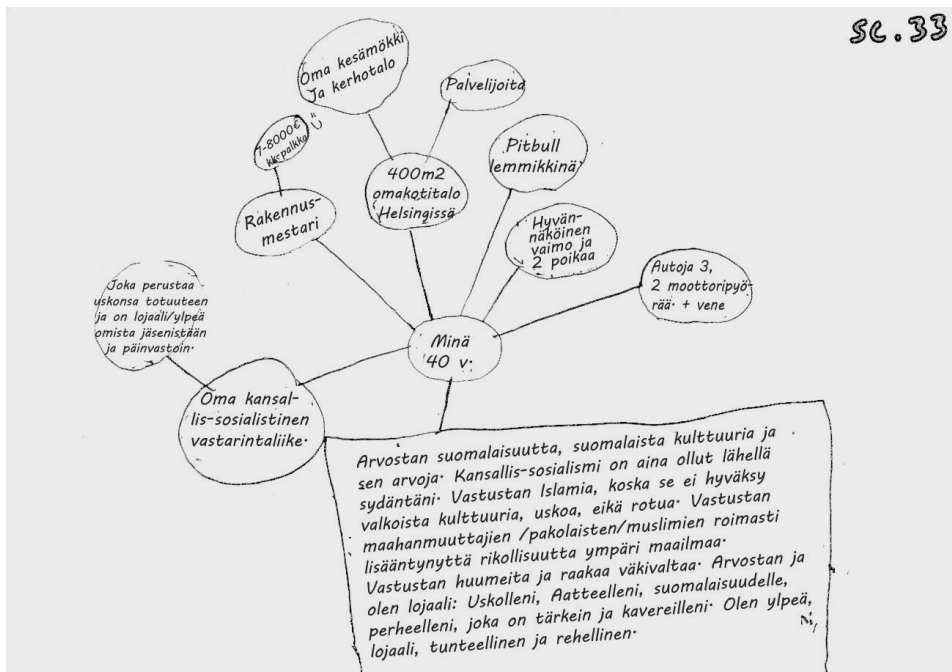 sc.33
Oma kesämökki
Ja kerhotalo
Palvelijoita
7-8000€
kk-palkka
Pitbull
lemmikkinä
400m2
omakotitalo
Helsingissä
Rakennus-
mestari
Hyvän-
näköinen
vaimo ja
2 poikaa
Autoja 3,
2 moottoripyö-
rää. + vene
Joka perustaa
uskonsa totuuteen
ja on lojaali/ylpeä
omista jäsenistään
ja päinvastoin.
Minä
40 v.
Oma kansal-
lis-sosialistinen
vastarintaliike.
Arvostan suomalaisuutta, suomalaista kulttuuria ja
sen arvoja. Kansallis-sosialismi on aina ollut lähellä
sydäntäni. Vastustan Islamia, koska se ei hyväksy
valkoista kulttuuria, uskoa, eikä rotua. Vastustan
maahanmuuttajien /pakolaisten/muslimien roimasti
lisääntynyttä rikollisuutta ympäri maailmaa.
Vastustan huumeita ja raakaa väkivaltaa. Arvostan ja
olen lojaali: Uskolleni, Aatteelleni, suomalaisuudelle,
perheelleni, joka on tärkein ja kavereilleni. Olen ylpeä,
lojaali, tunteellinen ja rehellinen.